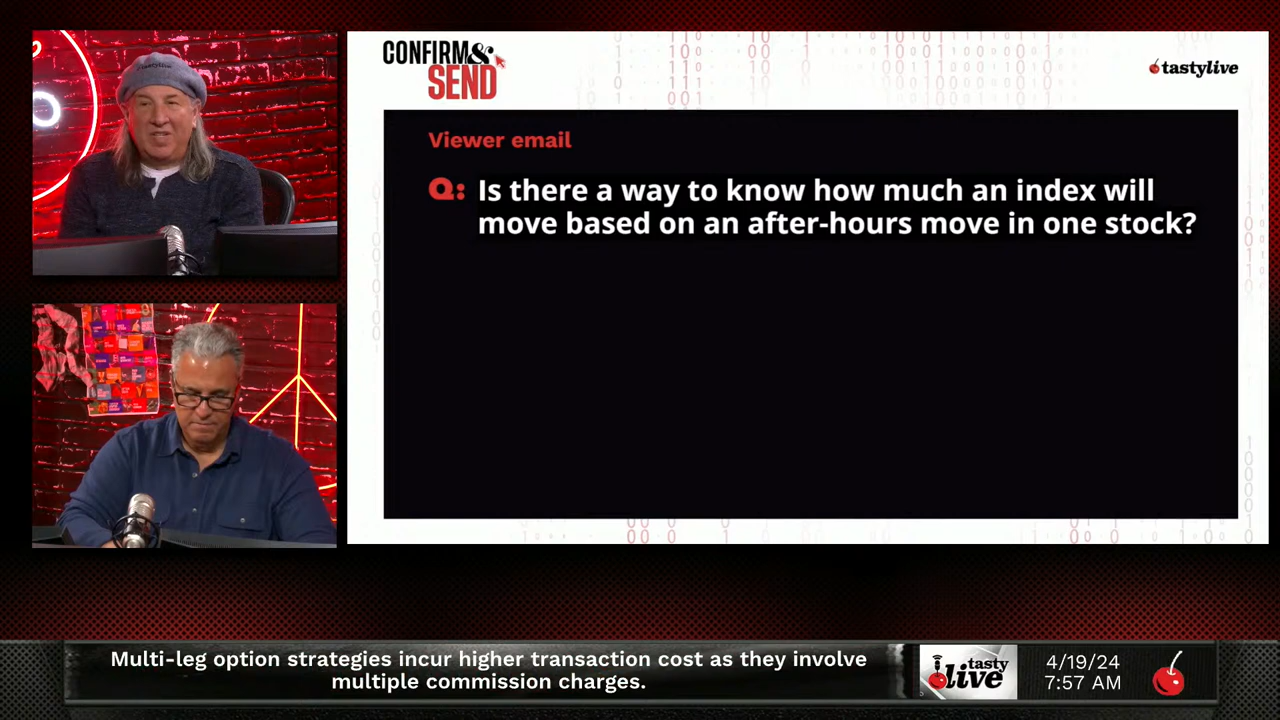 CONFIRM&
SEND
tastylive
Viewer email
Q: Is there a way to know how much an index will
move based on an after-hours move in one stock?
Multi-leg option strategies incur higher transaction cost as they involve
multiple commission charges.
tasty
live
4/19/24
7:57 AM